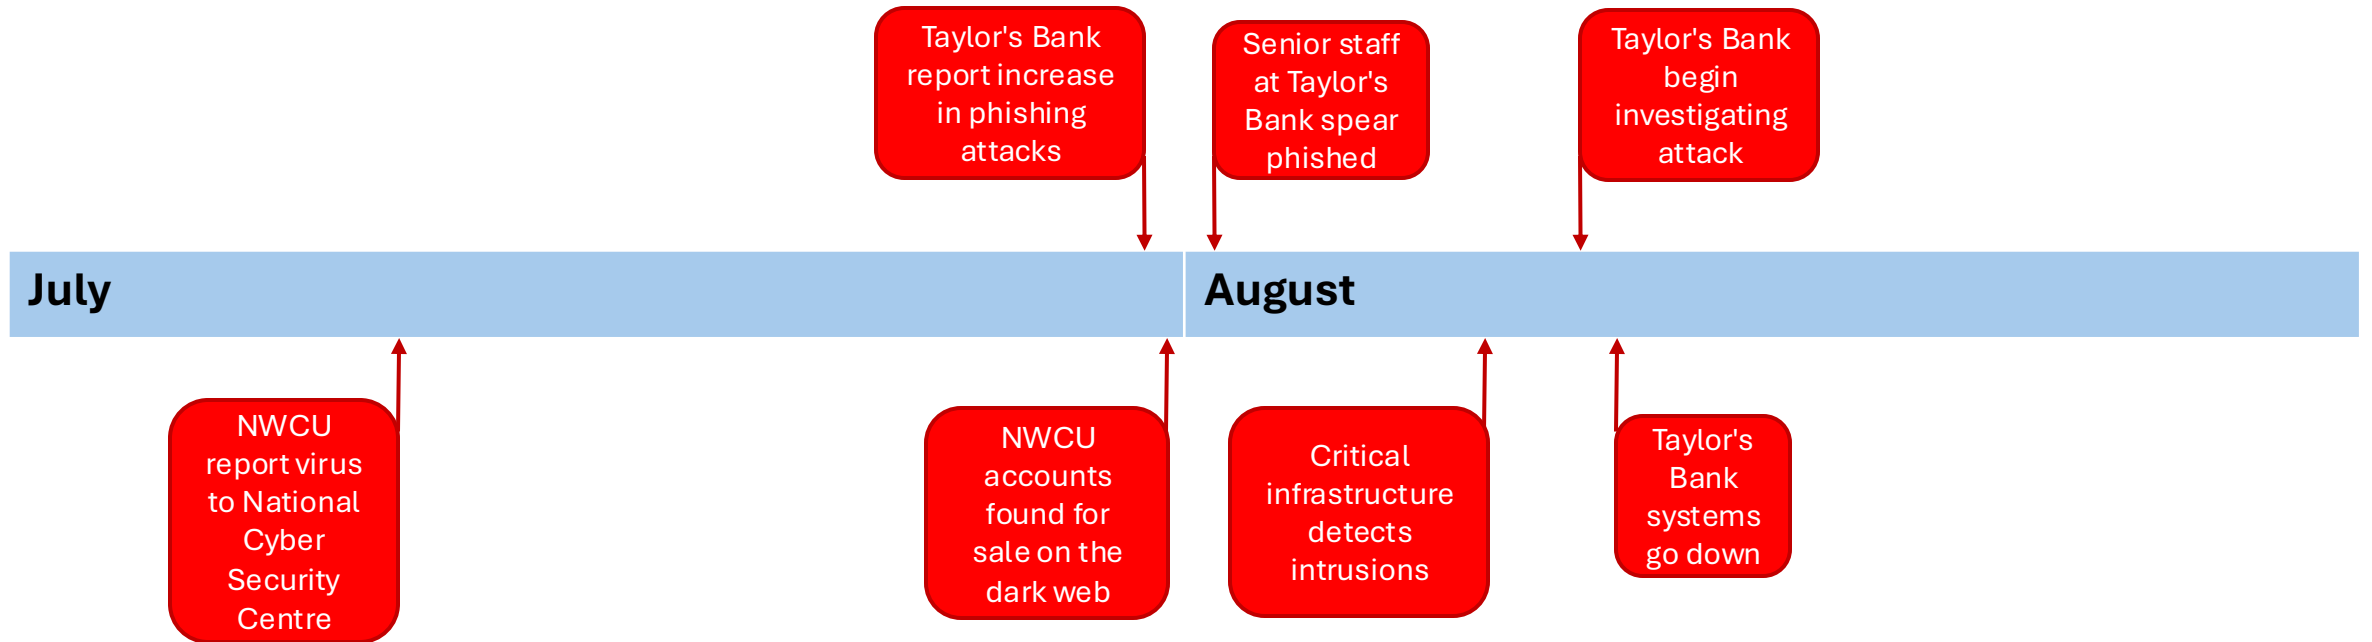 Taylor's Bank
report increase
in phishing
attacks
Senior staff
at Taylor's
Bank spear
phished
Taylor's Bank
begin
investigating
attack
July
August
NWCU
report virus
to National
Cyber
Security
Centre
NWCU
accounts
found for
sale on the
dark web
Critical
infrastructure
detects
intrusions
Taylor's
Bank
systems
go down